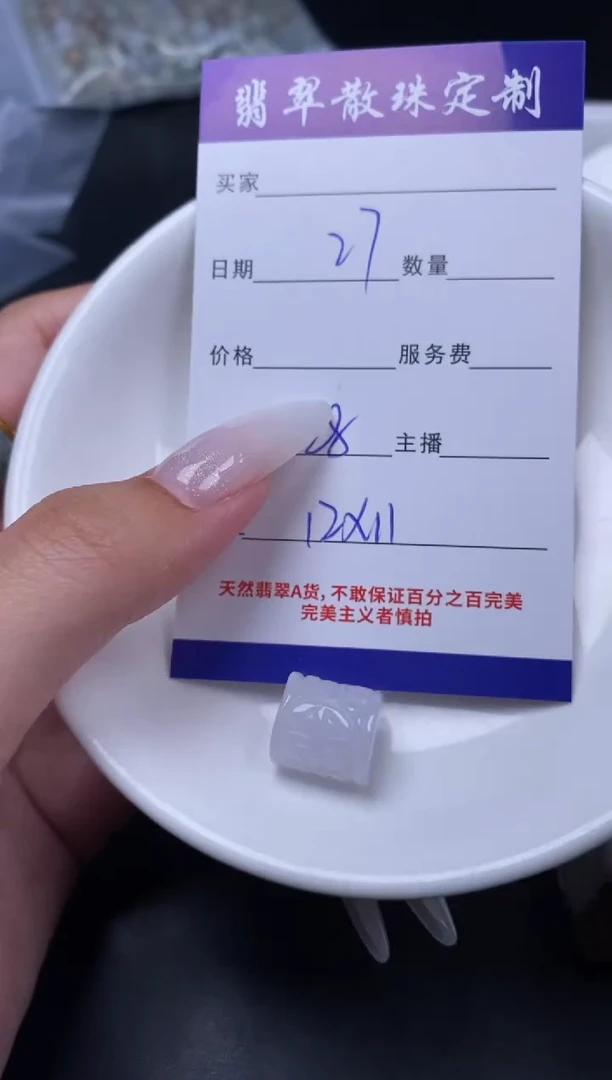 翡翠散珠定制
买家
日期 27 数量
价格 服务费
主播
12X11
天然翡翠A货,不敢保证百分之百完美
完美主义者慎拍